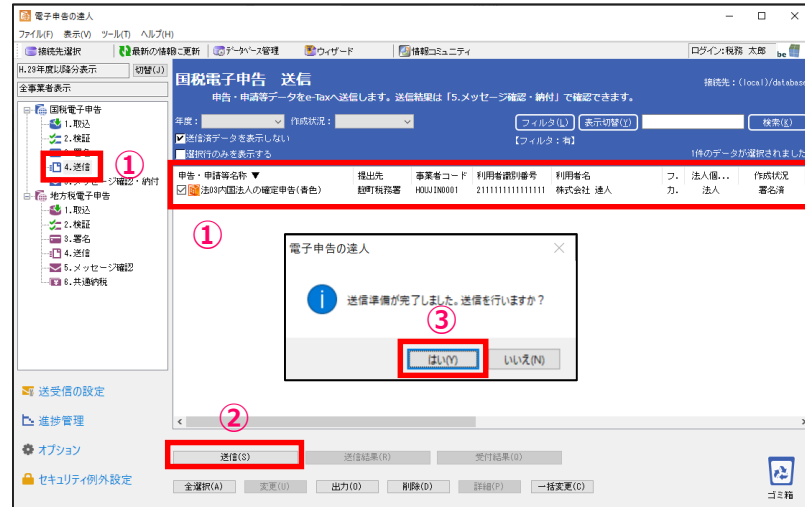 電子申告の達人
ファイル(F) 表示(V) ツール(T) ヘルプ(H)
接続先選択 最新の情報に更新 データベース管理 ウィザード 情報コミュニティ ログイン:税務 太郎 be
H.29年度以降分表示 切替(J)
全事業者表示
国税電子申告
1.取込
2.検証
4.送信
①
確認・納付
地方税電子申告
1.取込
2.検証
3.署名
4.送信
5.メッセージ確認
6.共通納税
国税電子申告 送信
接続先：(local)/database
申告・申請等データをe-Taxへ送信します。送信結果は「5.メッセージ確認・納付」で確認できます。
年度： 作成状況： フィルタ(L) 表示切替(Y) 検索(K)
送信済データを表示しない 【フィルタ：有】
選択行のみを表示する 1件のデータが選択されました
申告・申請等名称 ▼ 提出先 事業者コード 利用者識別番号 利用者名 フ. 法人個... 作成状況
法03内国法人の確定申告(青色) 麹町税務署 HOUJIN0001 2111111111111111 株式会社 達人 カ. 法人 署名済
①
電子申告の達人
送信準備が完了しました。送信を行いますか？
③
はい(Y) いいえ(N)
送受信の設定
進捗管理
オプション
セキュリティ例外設定
②
送信(S) 送信結果(R) 受付結果(O)
全選択(A) 変更(U) 出力(O) 削除(D) 詳細(P) 一括変更(C)
ゴミ箱